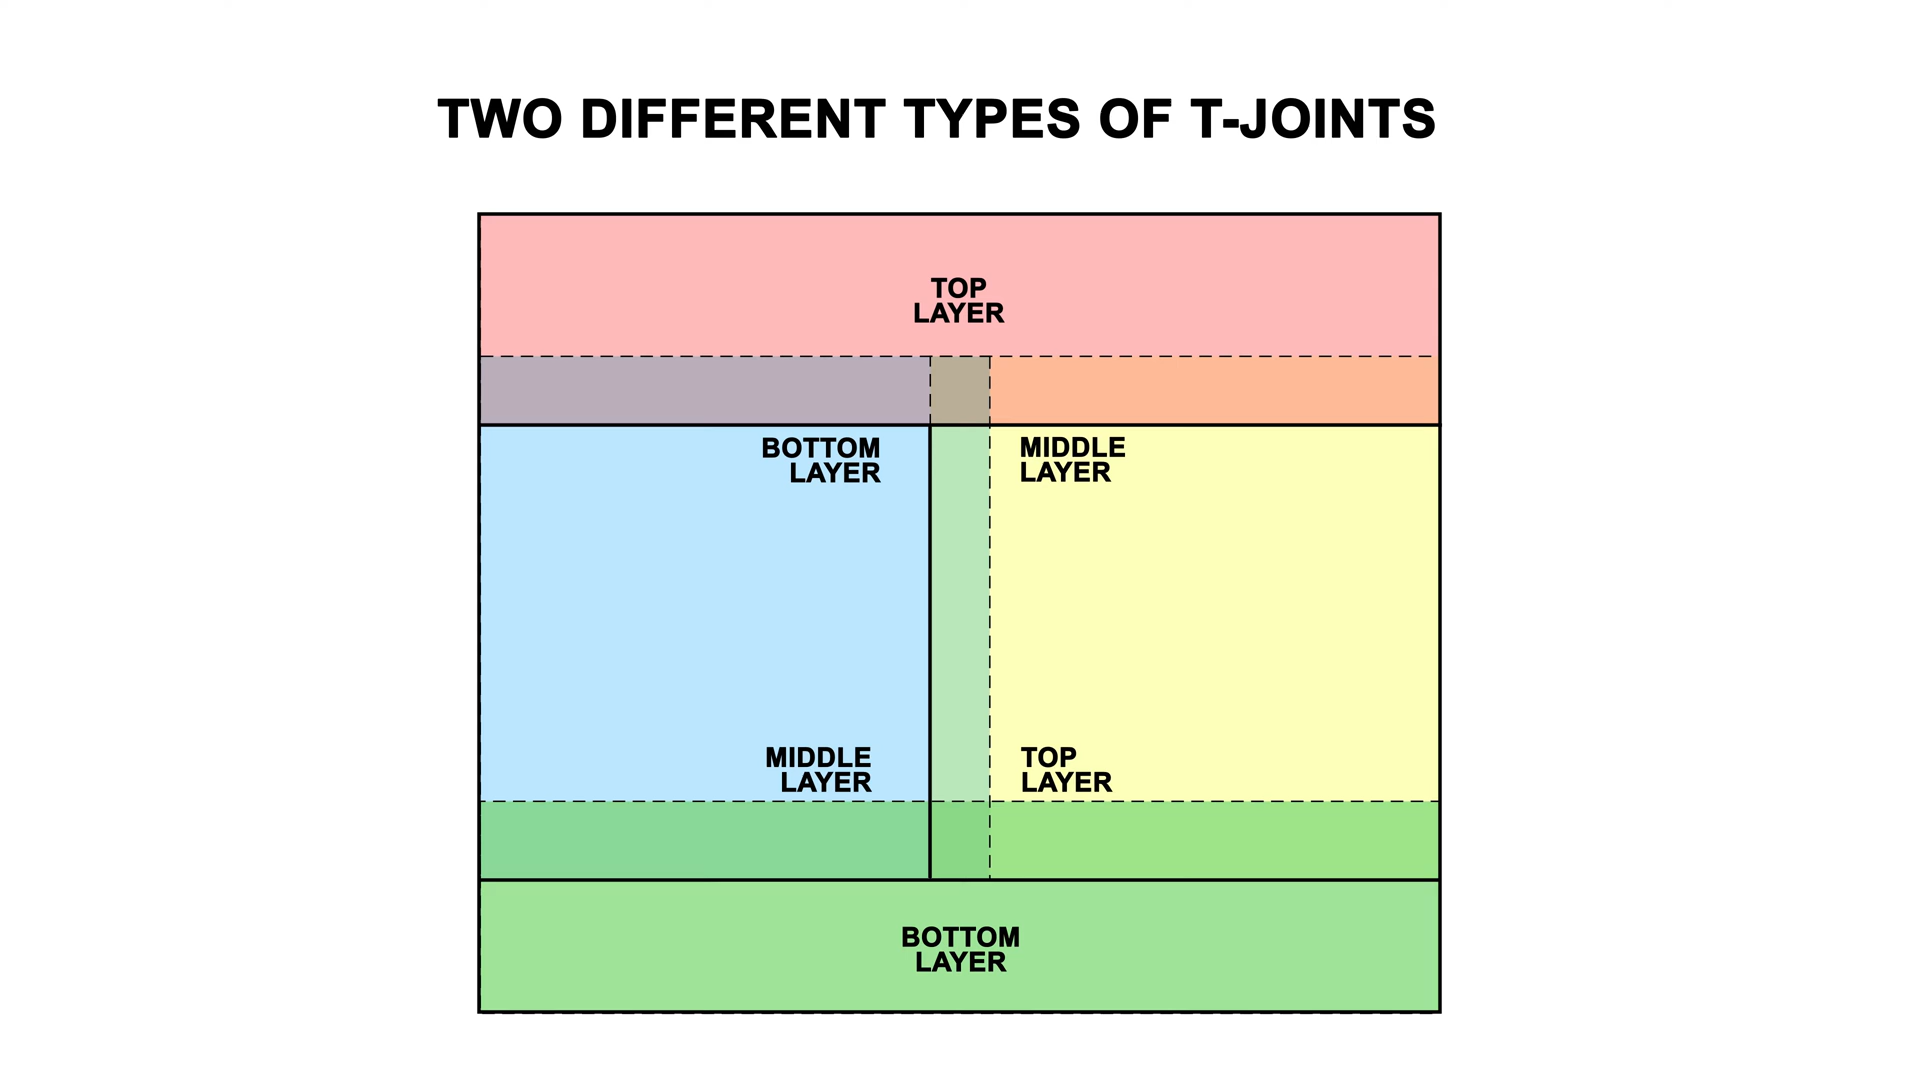 TWO DIFFERENT TYPES OF T-JOINTS
TOP
LAYER
BOTTOM
LAYER
MIDDLE
LAYER
MIDDLE
LAYER
TOP
LAYER
BOTTOM
LAYER